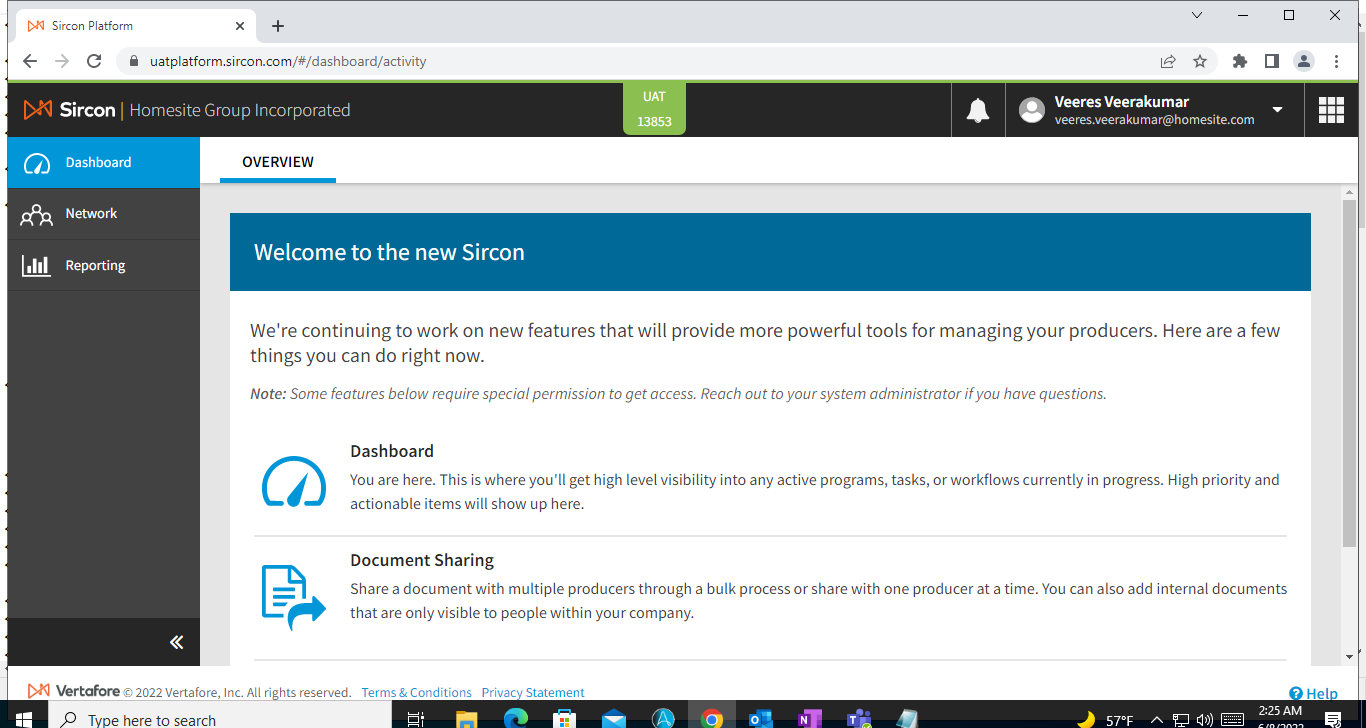 Sircon Platform
uatplatform.sircon.com/#/dashboard/activity
Sircon | Homesite Group Incorporated
UAT
13853
Veeres Veerakumar
veeres.veerakumar@homesite.com
Dashboard
Network
Reporting
OVERVIEW
Welcome to the new Sircon
We're continuing to work on new features that will provide more powerful tools for managing your producers. Here are a few
things you can do right now.
Note: Some features below require special permission to get access. Reach out to your system administrator if you have questions.
Dashboard
You are here. This is where you'll get high level visibility into any active programs, tasks, or workflows currently in progress. High priority and
actionable items will show up here.
Document Sharing
Share a document with multiple producers through a bulk process or share with one producer at a time. You can also add internal documents
that are only visible to people within your company.
Vertafore © 2022 Vertafore, Inc. All rights reserved. Terms & Conditions Privacy Statement
Help
Type here to search
57°F
2:25 AM